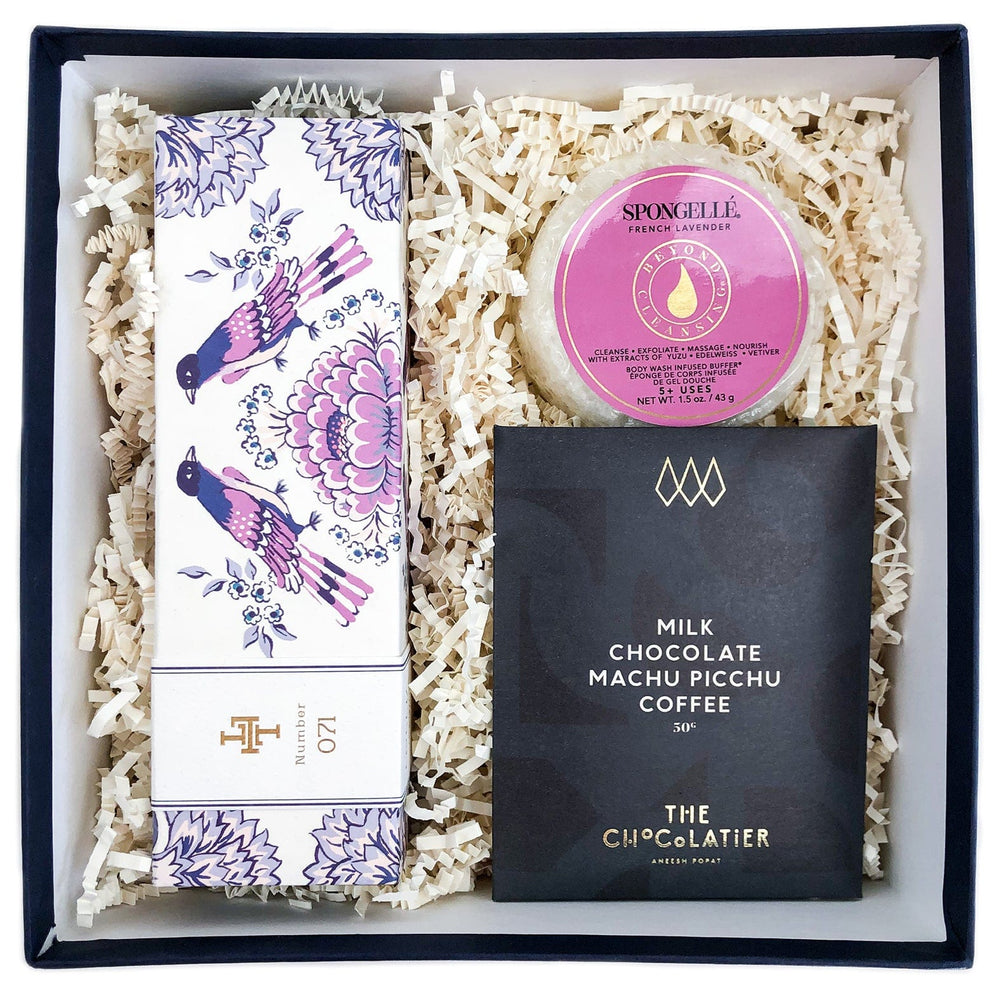 Number
071
SPONGELLÉ®
FRENCH LAVENDER
BEYOND
CLEANSING®
CLEANSE • EXFOLIATE • MASSAGE • NOURISH
WITH EXTRACTS OF YUZU • EDELWEISS • VETIVER
BODY WASH INFUSED BUFFER®
ÉPONGE DE CORPS INFUSÉE
DE GEL DOUCHE
5+ USES
NET WT. 1.5 oz. / 43 g
MILK
CHOCOLATE
MACHU PICCHU
COFFEE
50G
THE
CHOCOLATIER
ANEESH POPAT